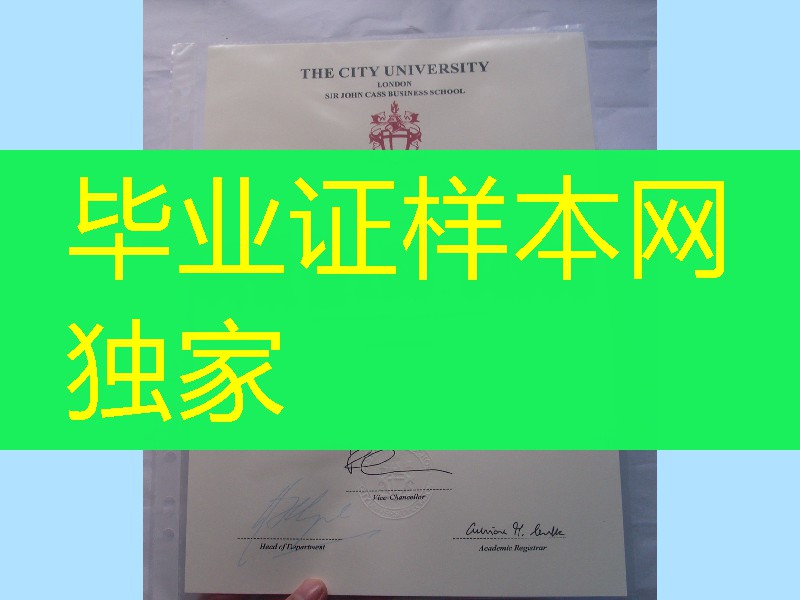 THE CITY UNIVERSITY
LONDON
SIR JOHN CASS BUSINESS SCHOOL
毕业证样本网
独家
Vice-Chancellor
Head of Department
Academic Registrar